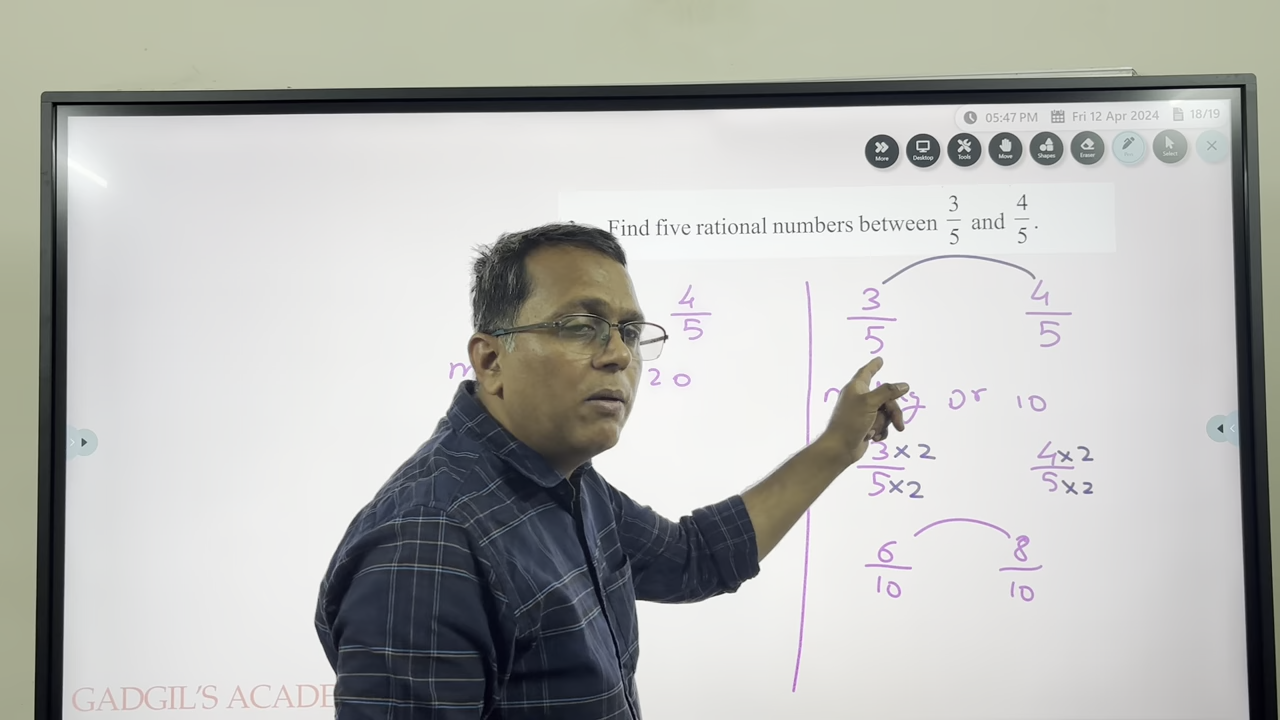 05:47 PM Fri 12 Apr 2024 18/19
More Desktop Tools Move Shapes Eraser Select
Find five rational numbers between 3/5 and 4/5.
4/5
20
3/5 4/5
or 10
3×2/5×2 4×2/5×2
6/10 8/10
GADGIL'S